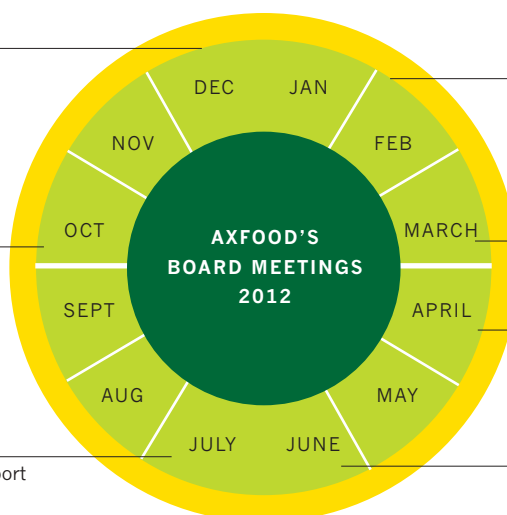 DEC JAN
NOV FEB
OCT MARCH
AXFOOD'S
BOARD MEETINGS
2012
SEPT APRIL
AUG MAY
JULY JUNE